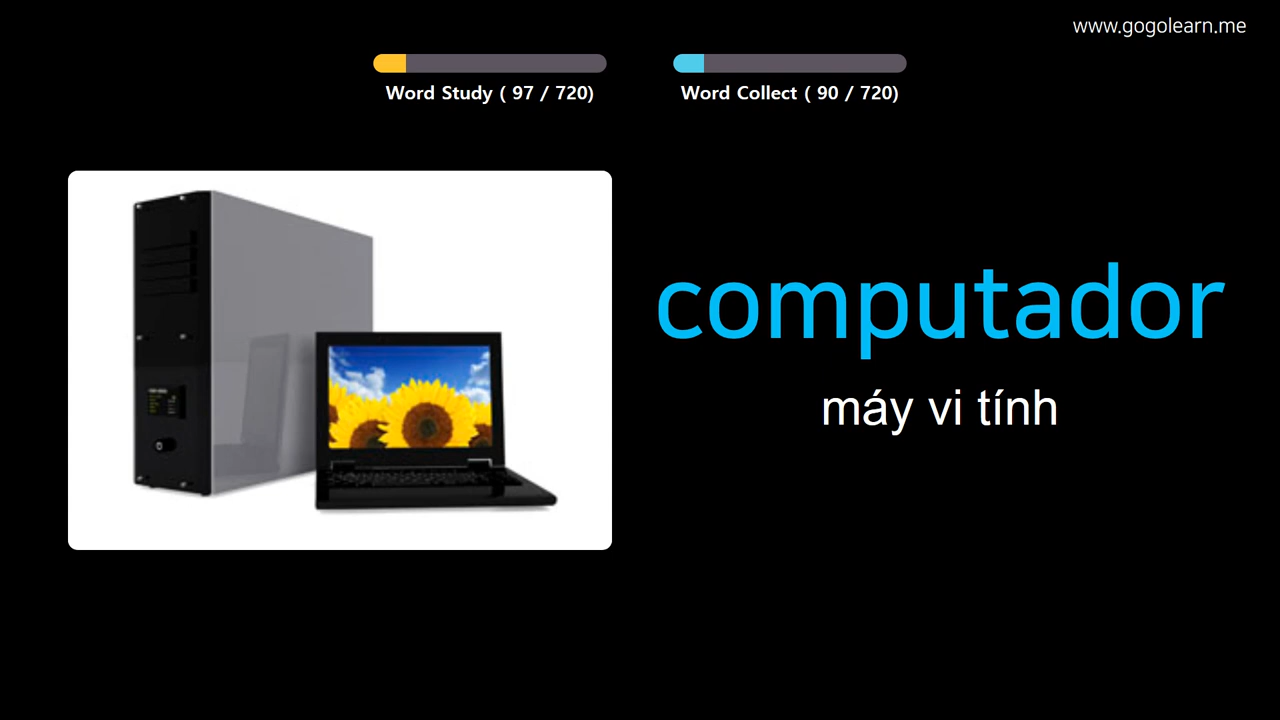 www.gogolearn.me
Word Study ( 97 / 720)
Word Collect ( 90 / 720)
computador
máy vi tính